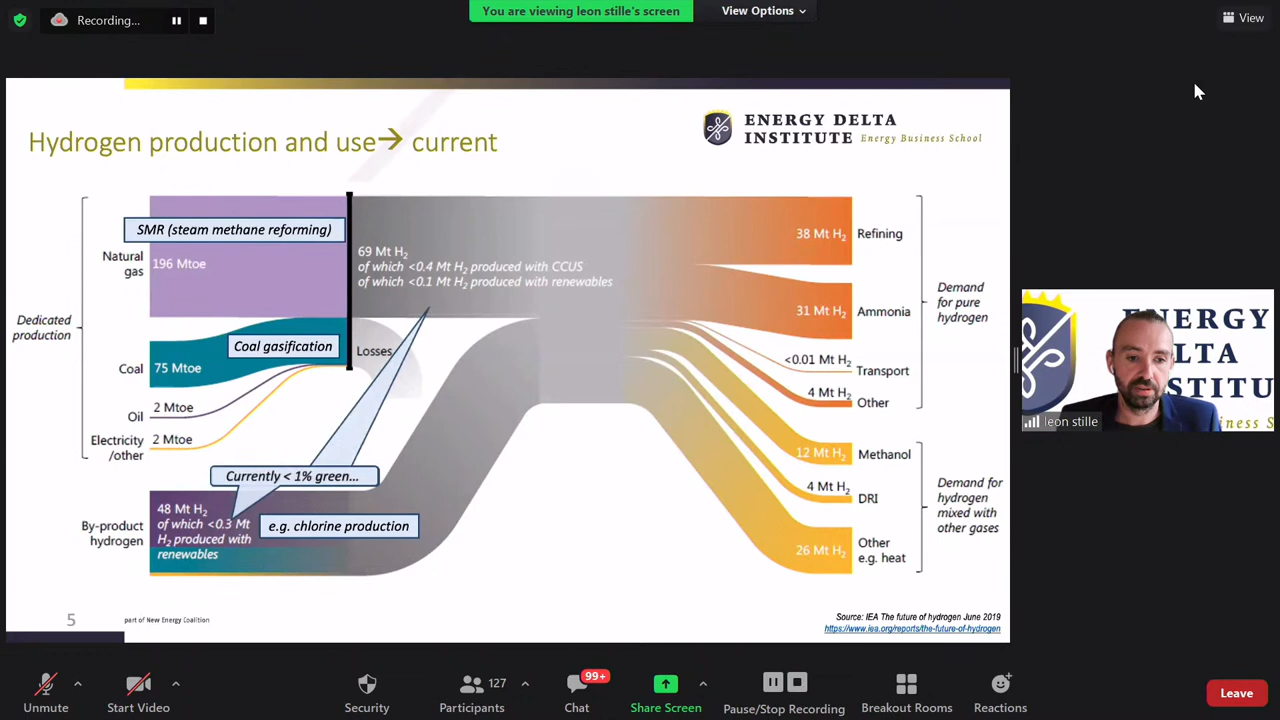 Recording...
You are viewing leon stille's screen
View Options
View
Hydrogen production and use→ current
ENERGY DELTA
INSTITUTE Energy Business School
SMR (steam methane reforming)
Natural
gas
196 Mtoe
Dedicated
production
Coal
75 Mtoe
Coal gasification
Oil
2 Mtoe
Electricity
/other
2 Mtoe
69 Mt H2
of which <0.4 Mt H2 produced with CCUS
of which <0.1 Mt H2 produced with renewables
Losses
Currently < 1% green...
By-product
hydrogen
48 Mt H2
of which <0.3 Mt
H2 produced with
renewables
e.g. chlorine production
38 Mt H2 Refining
31 Mt H2 Ammonia
<0.01 Mt H2 Transport
4 Mt H2 Other
Demand
for pure
hydrogen
12 Mt H2 Methanol
4 Mt H2 DRI
26 Mt H2 Other
e.g. heat
Demand for
hydrogen
mixed with
other gases
5
part of New Energy Coalition
Source: IEA The future of hydrogen June 2019
https://www.iea.org/reports/the-future-of-hydrogen
ENERGY
leon stille
Unmute
Start Video
Security
127
Participants
99+
Chat
Share Screen
Pause/Stop Recording
Breakout Rooms
Reactions
Leave